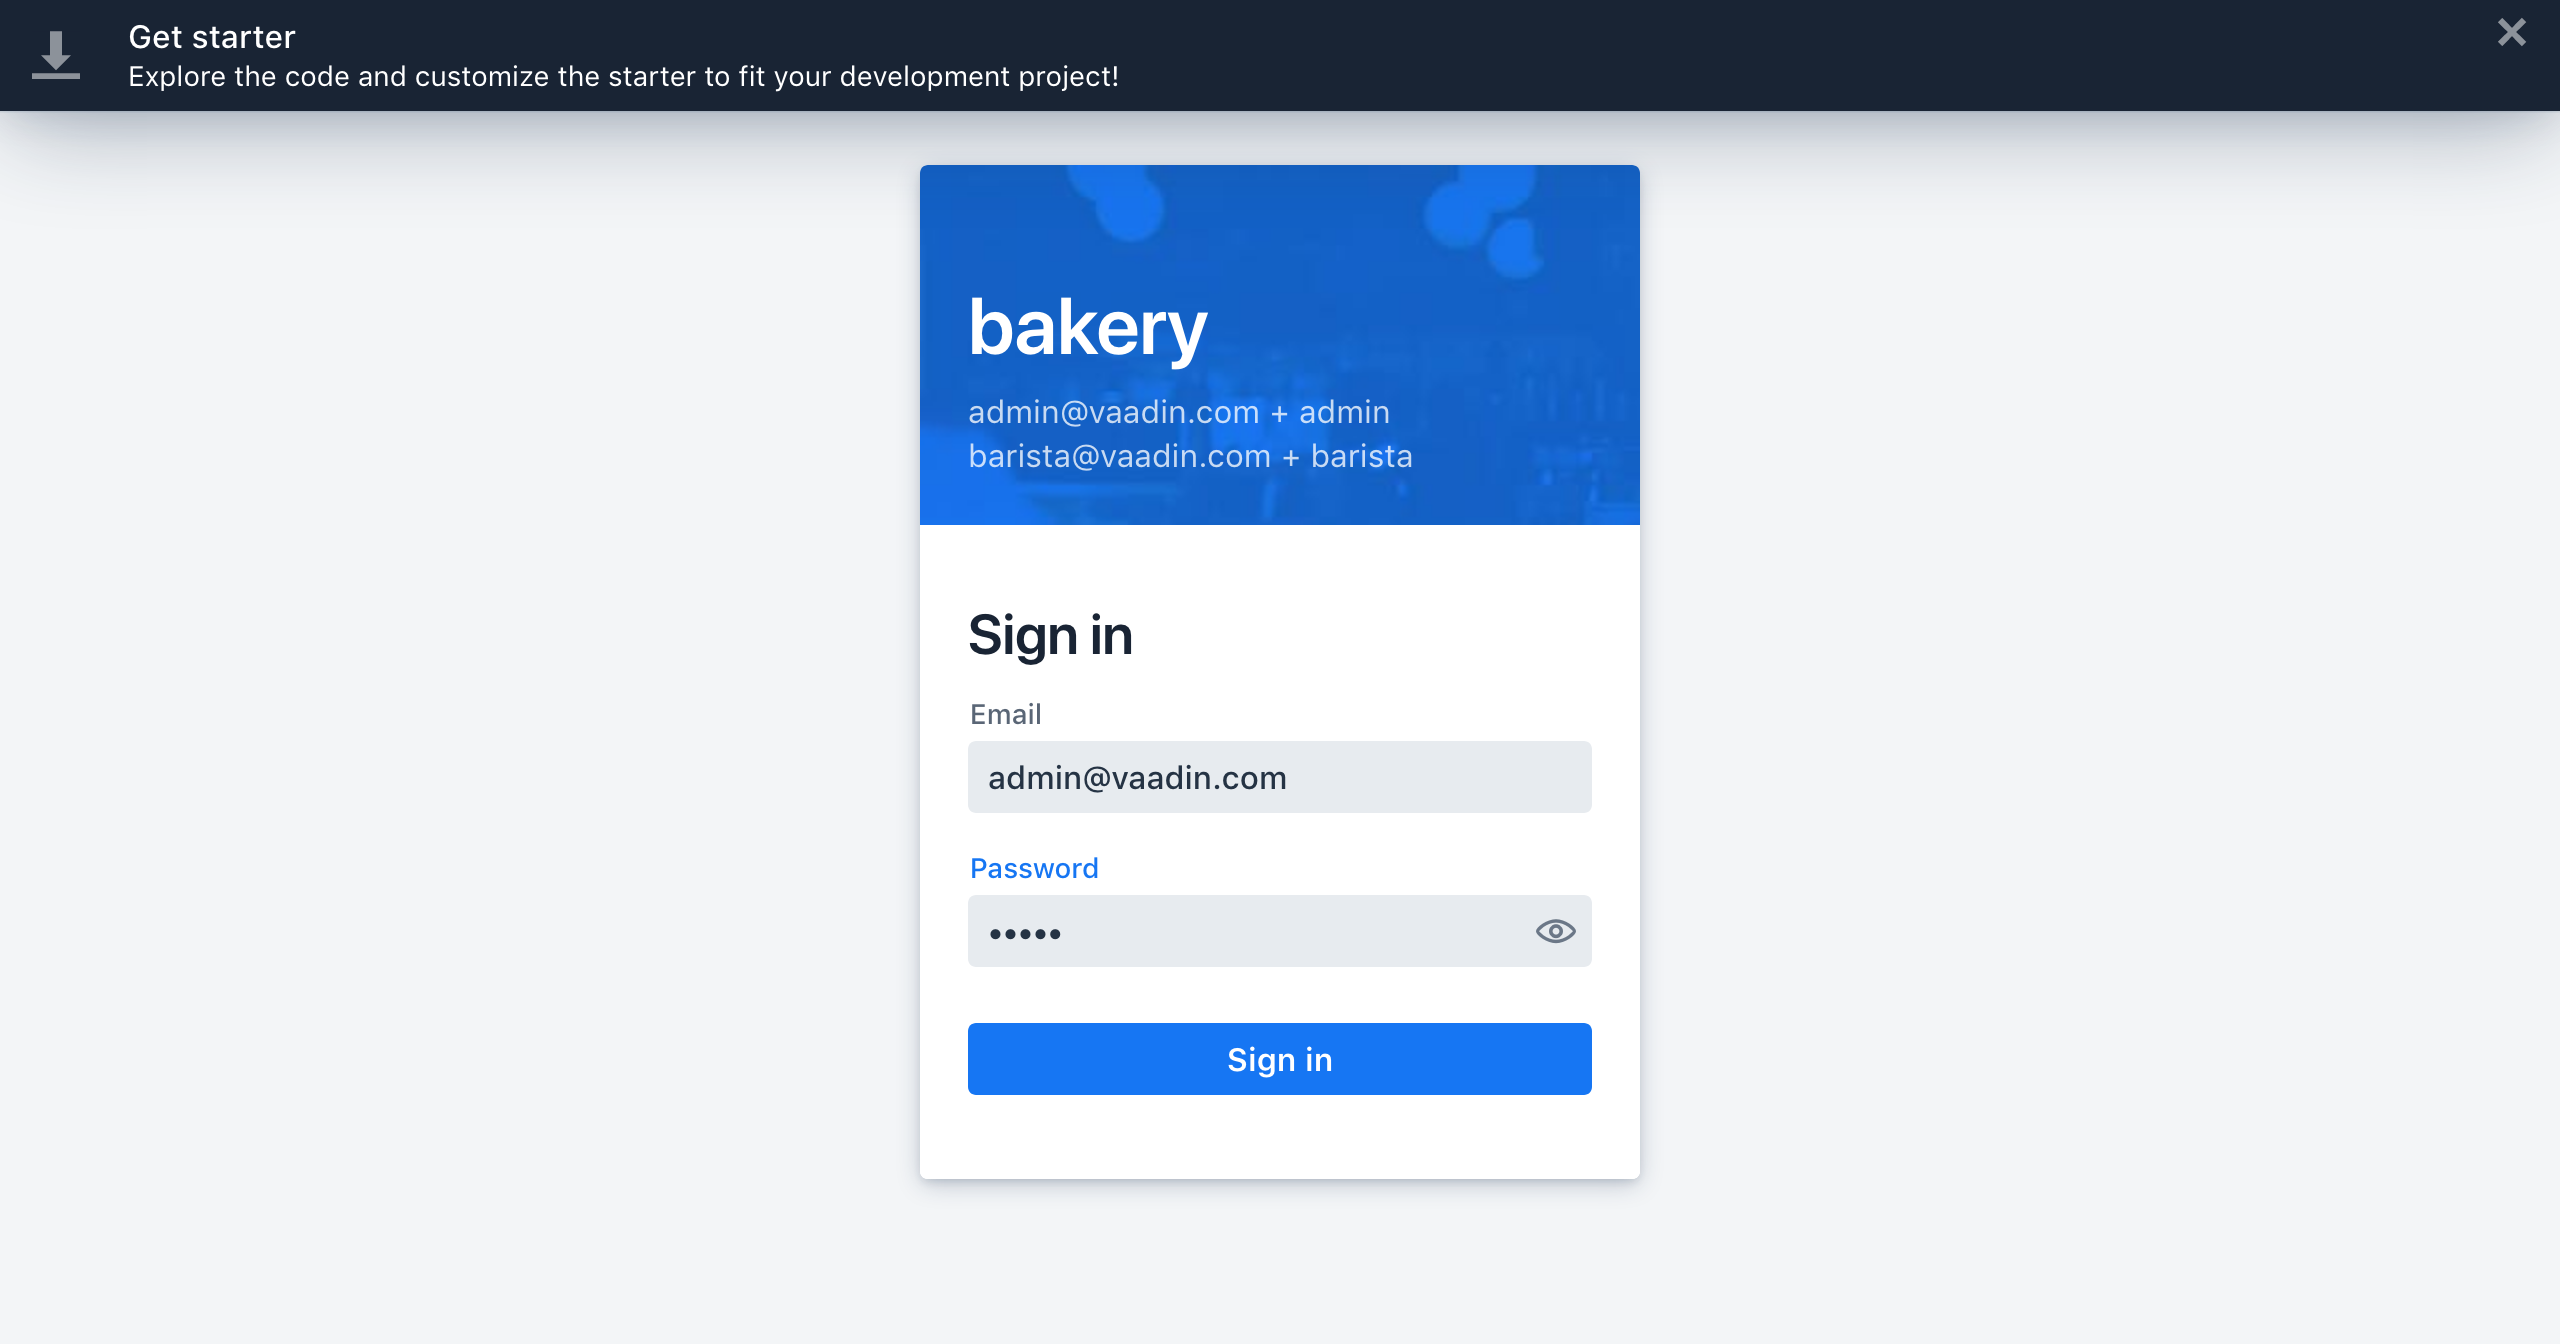 Get starter
Explore the code and customize the starter to fit your development project!
bakery
admin@vaadin.com + admin
barista@vaadin.com + barista
Sign in
Email
admin@vaadin.com
Password
•••••
Sign in